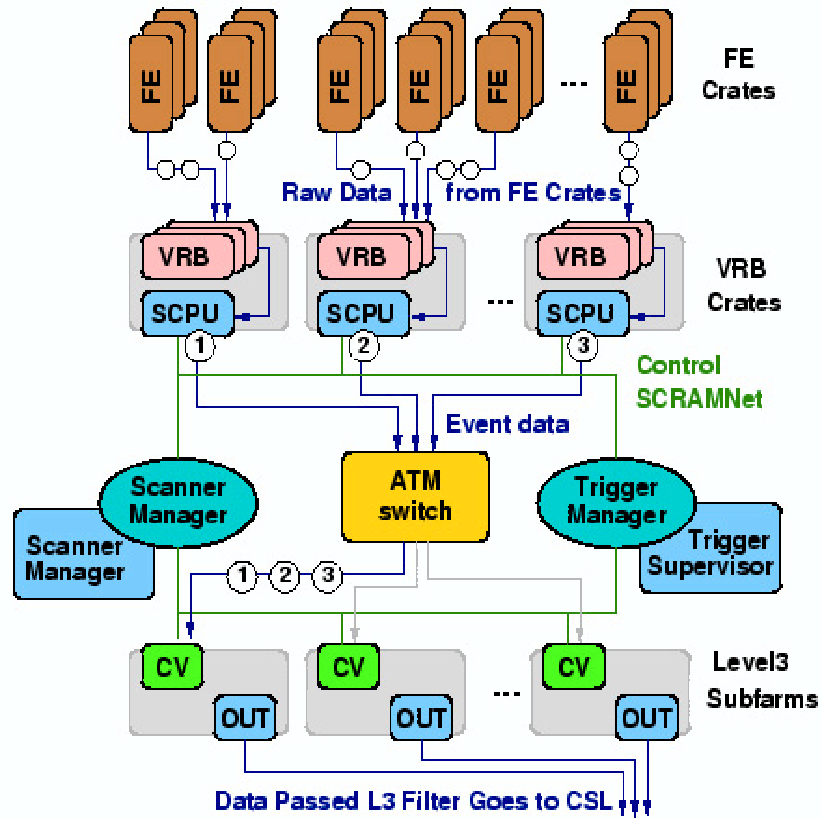 FE FE FE FE FE ... FE
FE
Crates
Raw Data
from FE Crates
VRB VRB VRB
SCPU SCPU ... SCPU
VRB
Crates
1 2 3
Control
SCRAMNet
Event data
Scanner
Manager
ATM
switch
Trigger
Manager
Scanner
Manager
Trigger
Supervisor
1 2 3
CV CV CV
OUT OUT ... OUT
Level3
Subfarms
Data Passed L3 Filter Goes to CSL